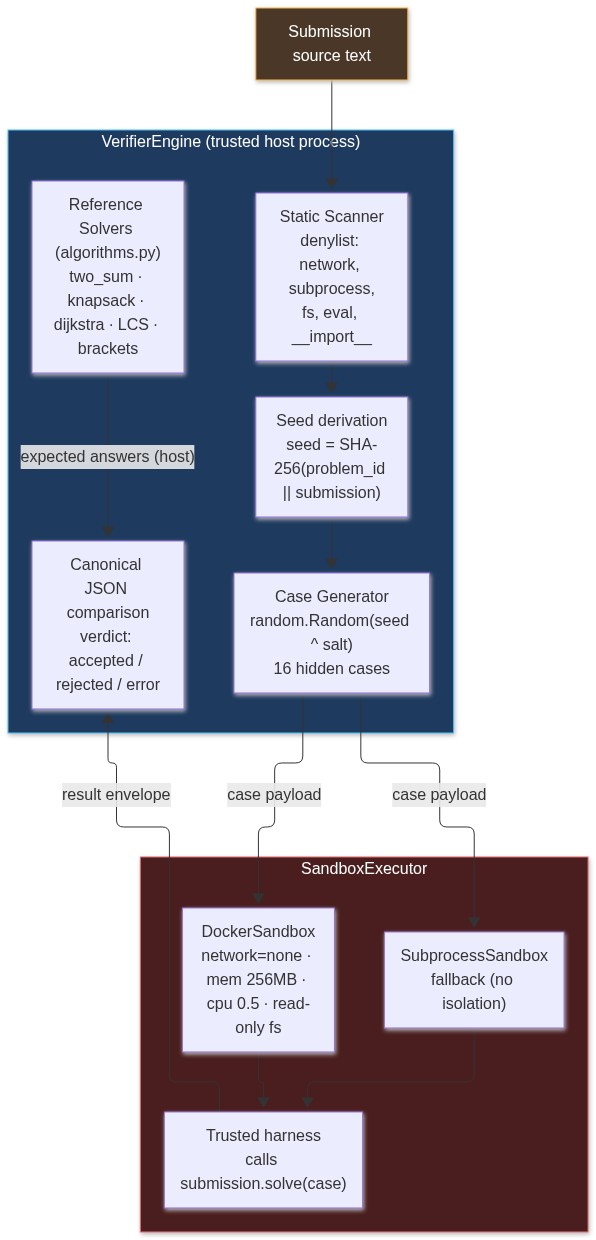 Submission
source text
VerifierEngine (trusted host process)
Reference
Solvers
(algorithms.py)
two_sum ·
knapsack ·
dijkstra · LCS ·
brackets
Static Scanner
denylist:
network,
subprocess,
fs, eval,
__import__
Seed derivation
seed = SHA-
256(problem_id
|| submission)
expected answers (host)
Canonical
JSON
comparison
verdict:
accepted /
rejected / error
Case Generator
random.Random(seed
^ salt)
16 hidden cases
result envelope
case payload
case payload
SandboxExecutor
DockerSandbox
network=none ·
mem 256MB ·
cpu 0.5 · read-
only fs
SubprocessSandbox
fallback (no
isolation)
Trusted harness
calls
submission.solve(case)